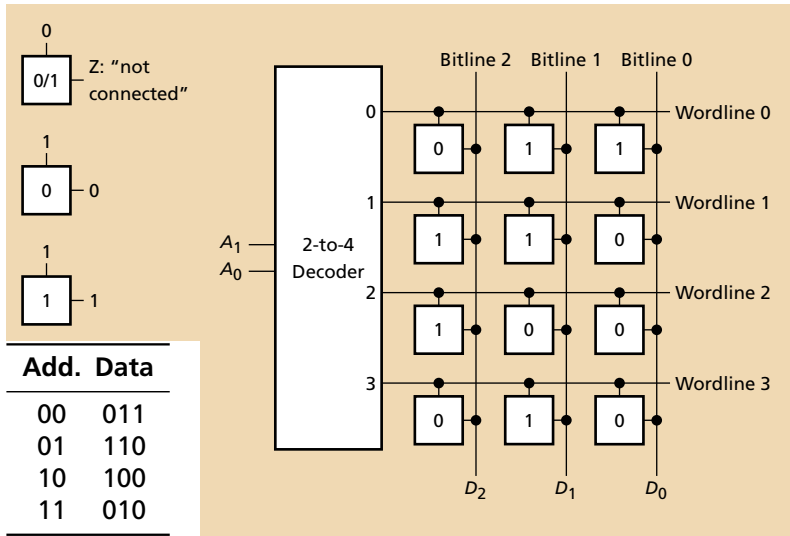 0
0/1 Z: "not
connected"
1
0 0
1
1 1
Add. Data
00 011
01 110
10 100
11 010
A1
A0
2-to-4
Decoder
Bitline 2 Bitline 1 Bitline 0
0 Wordline 0
0 1 1
1 Wordline 1
1 1 0
2 Wordline 2
1 0 0
3 Wordline 3
0 1 0
D2 D1 D0